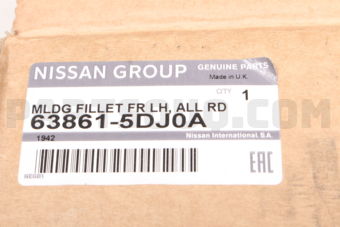 NISSAN GROUP
GENUINE PARTS
Made in U.K.
MLDG FILLET FR LH, ALL RD
QTY 1
63861-5DJ0A
1942
Nissan International S.A.
EAC